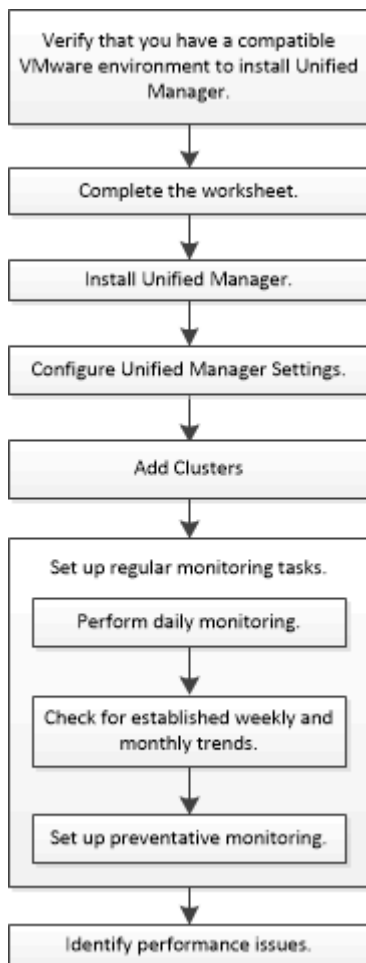 Verify that you have a compatible
VMware environment to install Unified
Manager.
Complete the worksheet.
Install Unified Manager.
Configure Unified Manager Settings.
Add Clusters
Set up regular monitoring tasks.
Perform daily monitoring.
Check for established weekly and
monthly trends.
Set up preventative monitoring.
Identify performance issues.